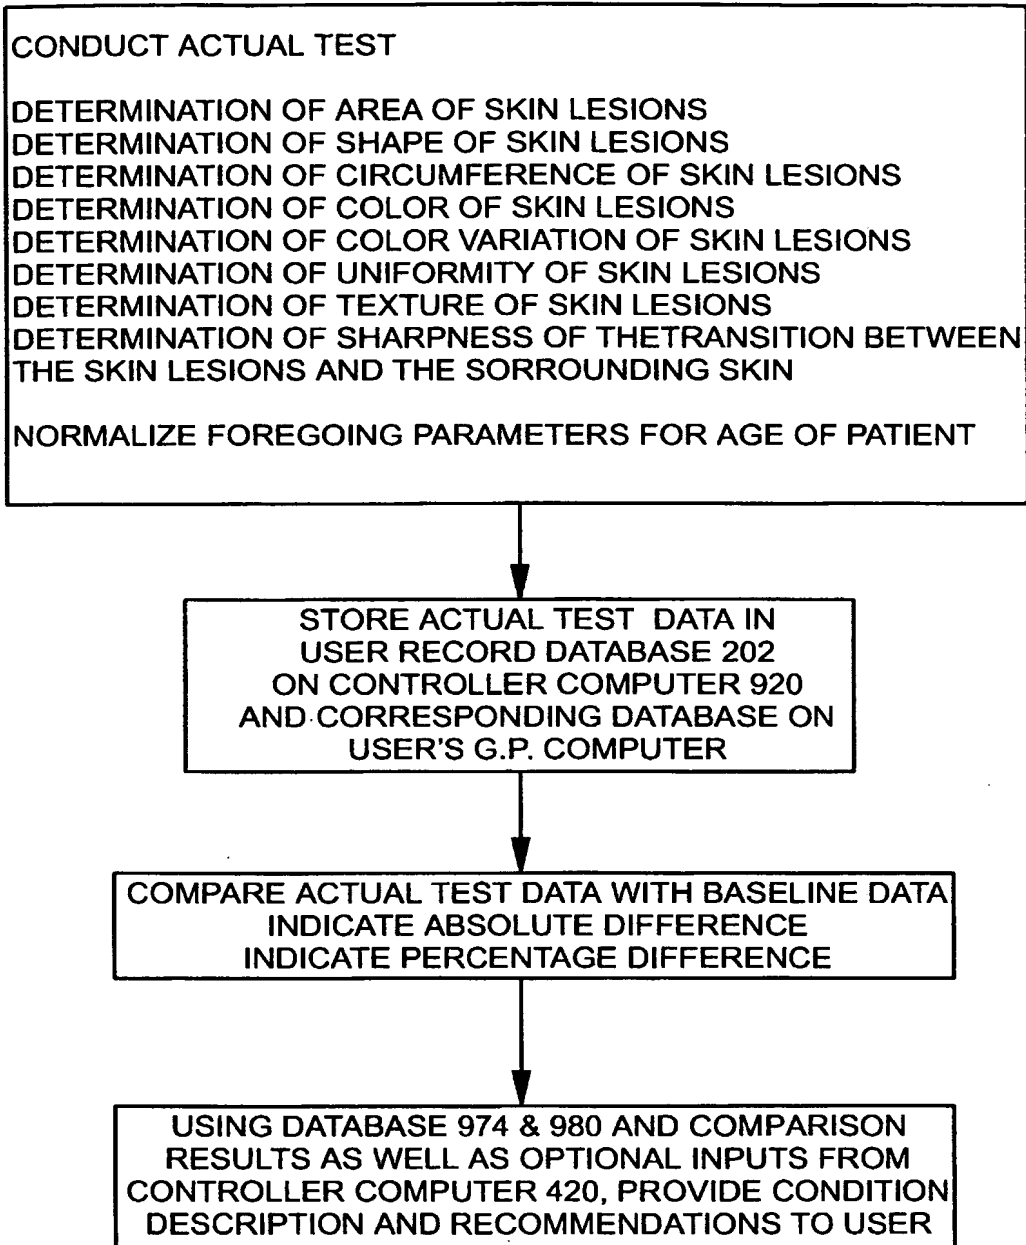 CONDUCT ACTUAL TEST
DETERMINATION OF AREA OF SKIN LESIONS
DETERMINATION OF SHAPE OF SKIN LESIONS
DETERMINATION OF CIRCUMFERENCE OF SKIN LESIONS
DETERMINATION OF COLOR OF SKIN LESIONS
DETERMINATION OF COLOR VARIATION OF SKIN LESIONS
DETERMINATION OF UNIFORMITY OF SKIN LESIONS
DETERMINATION OF TEXTURE OF SKIN LESIONS
DETERMINATION OF SHARPNESS OF THETRANSITION BETWEEN
THE SKIN LESIONS AND THE SORROUNDING SKIN
NORMALIZE FOREGOING PARAMETERS FOR AGE OF PATIENT
STORE ACTUAL TEST DATA IN
USER RECORD DATABASE 202
ON CONTROLLER COMPUTER 920
AND CORRESPONDING DATABASE ON
USER'S G.P. COMPUTER
COMPARE ACTUAL TEST DATA WITH BASELINE DATA
INDICATE ABSOLUTE DIFFERENCE
INDICATE PERCENTAGE DIFFERENCE
USING DATABASE 974 & 980 AND COMPARISON
RESULTS AS WELL AS OPTIONAL INPUTS FROM
CONTROLLER COMPUTER 420, PROVIDE CONDITION
DESCRIPTION AND RECOMMENDATIONS TO USER